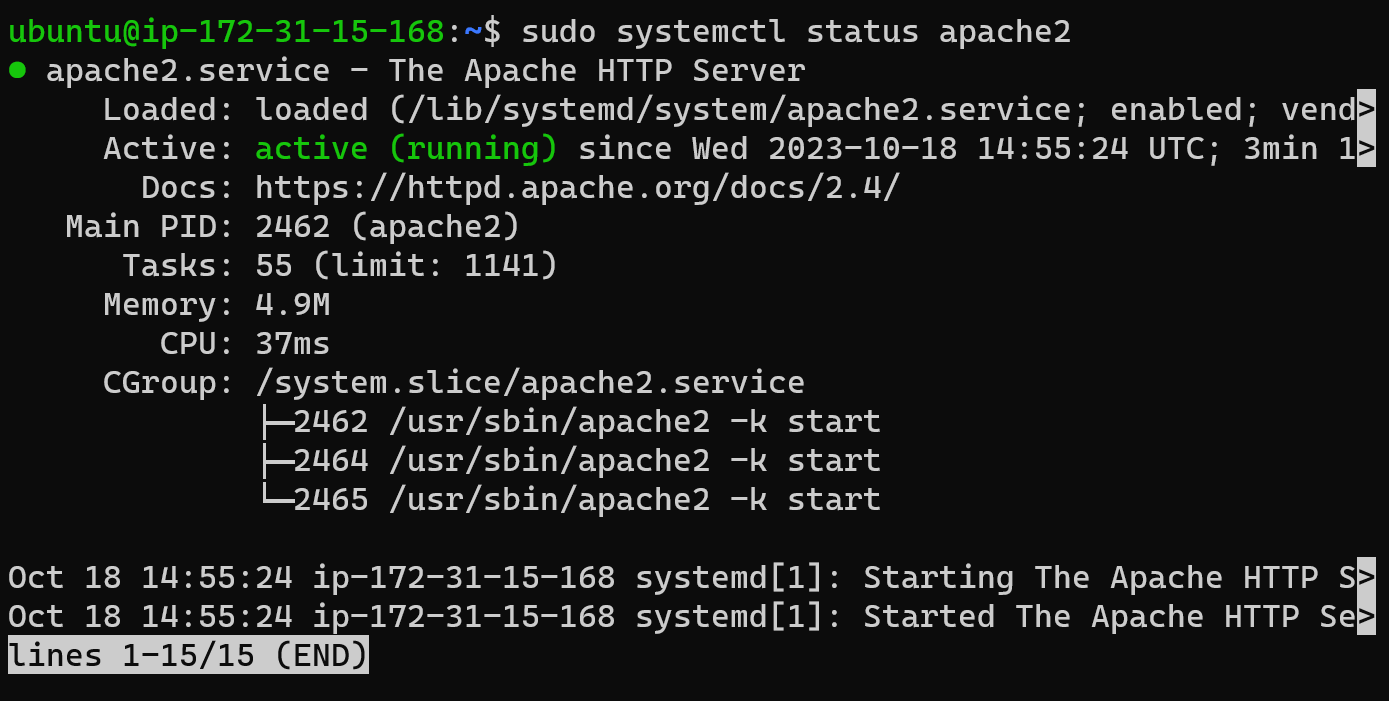 ubuntu@ip-172-31-15-168:~$ sudo systemctl status apache2
● apache2.service - The Apache HTTP Server
     Loaded: loaded (/lib/systemd/system/apache2.service; enabled; vend>
     Active: active (running) since Wed 2023-10-18 14:55:24 UTC; 3min 1>
       Docs: https://httpd.apache.org/docs/2.4/
   Main PID: 2462 (apache2)
      Tasks: 55 (limit: 1141)
     Memory: 4.9M
        CPU: 37ms
     CGroup: /system.slice/apache2.service
             ├─2462 /usr/sbin/apache2 -k start
             ├─2464 /usr/sbin/apache2 -k start
             └─2465 /usr/sbin/apache2 -k start

Oct 18 14:55:24 ip-172-31-15-168 systemd[1]: Starting The Apache HTTP S>
Oct 18 14:55:24 ip-172-31-15-168 systemd[1]: Started The Apache HTTP Se>
lines 1-15/15 (END)